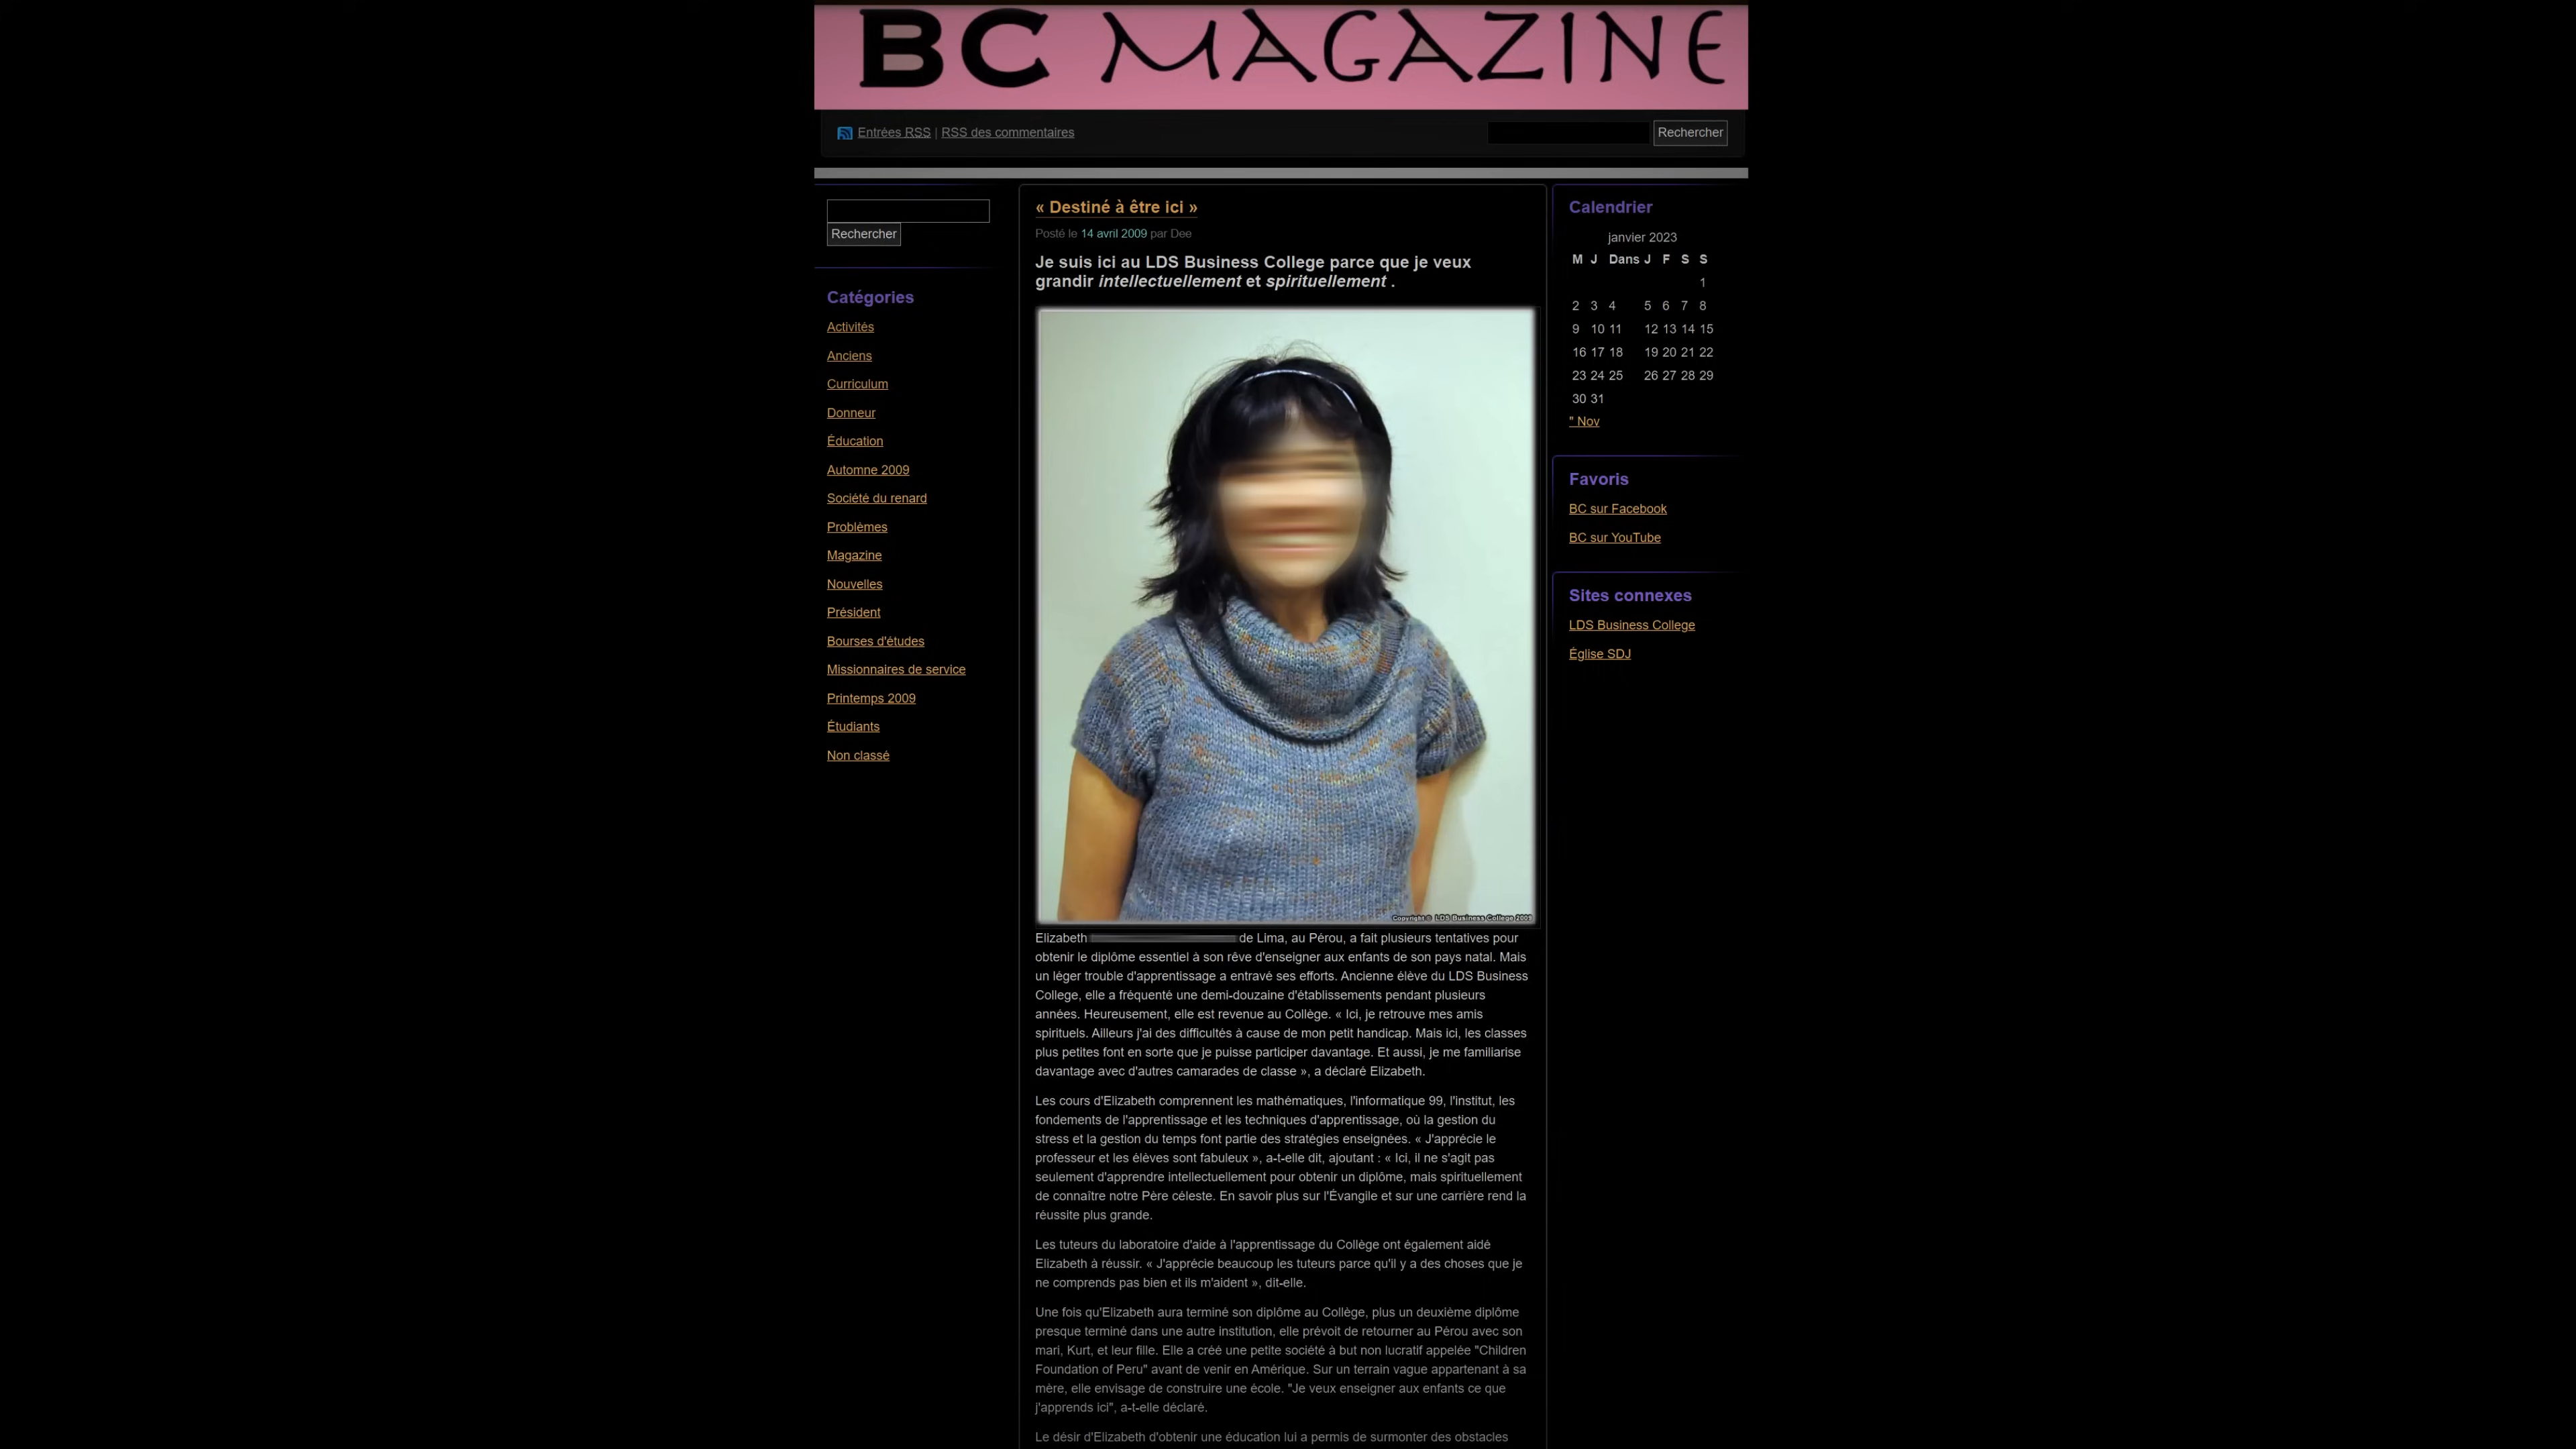 BC MAGAZINE
Entrées RSS | RSS des commentaires
Rechercher
Rechercher
Catégories
Activités
Anciens
Curriculum
Donneur
Éducation
Automne 2009
Société du renard
Problèmes
Magazine
Nouvelles
Président
Bourses d'études
Missionnaires de service
Printemps 2009
Étudiants
Non classé
« Destiné à être ici »
Posté le 14 avril 2009 par Dee
Je suis ici au LDS Business College parce que je veux
grandir intellectuellement et spirituellement .
Copyright © LDS Business College 2009
Elizabeth de Lima, au Pérou, a fait plusieurs tentatives pour
obtenir le diplôme essentiel à son rêve d'enseigner aux enfants de son pays natal. Mais
un léger trouble d'apprentissage a entravé ses efforts. Ancienne élève du LDS Business
College, elle a fréquenté une demi-douzaine d'établissements pendant plusieurs
années. Heureusement, elle est revenue au Collège. « Ici, je retrouve mes amis
spirituels. Ailleurs j'ai des difficultés à cause de mon petit handicap. Mais ici, les classes
plus petites font en sorte que je puisse participer davantage. Et aussi, je me familiarise
davantage avec d'autres camarades de classe », a déclaré Elizabeth.
Les cours d'Elizabeth comprennent les mathématiques, l'informatique 99, l'institut, les
fondements de l'apprentissage et les techniques d'apprentissage, où la gestion du
stress et la gestion du temps font partie des stratégies enseignées. « J'apprécie le
professeur et les élèves sont fabuleux », a-t-elle dit, ajoutant : « Ici, il ne s'agit pas
seulement d'apprendre intellectuellement pour obtenir un diplôme, mais spirituellement
de connaître notre Père céleste. En savoir plus sur l'Évangile et sur une carrière rend la
réussite plus grande.
Les tuteurs du laboratoire d'aide à l'apprentissage du Collège ont également aidé
Elizabeth à réussir. « J'apprécie beaucoup les tuteurs parce qu'il y a des choses que je
ne comprends pas bien et ils m'aident », dit-elle.
Une fois qu'Elizabeth aura terminé son diplôme au Collège, plus un deuxième diplôme
presque terminé dans une autre institution, elle prévoit de retourner au Pérou avec son
mari, Kurt, et leur fille. Elle a créé une petite société à but non lucratif appelée "Children
Foundation of Peru" avant de venir en Amérique. Sur un terrain vague appartenant à sa
mère, elle envisage de construire une école. "Je veux enseigner aux enfants ce que
j'apprends ici", a-t-elle déclaré.
Le désir d'Elizabeth d'obtenir une éducation lui a permis de surmonter des obstacles
Calendrier
janvier 2023
M J Dans J F S S
1
2 3 4 5 6 7 8
9 10 11 12 13 14 15
16 17 18 19 20 21 22
23 24 25 26 27 28 29
30 31
" Nov
Favoris
BC sur Facebook
BC sur YouTube
Sites connexes
LDS Business College
Église SDJ